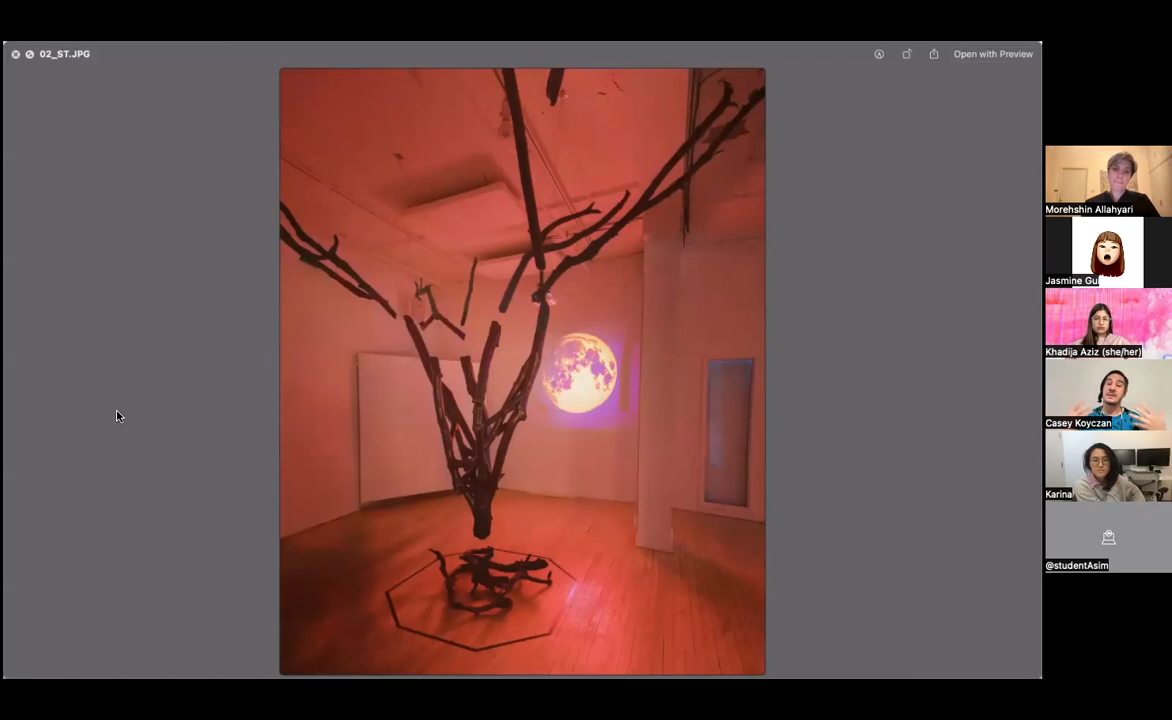 02_ST.JPG
Open with Preview
Morehshin Allahyari
Jasmine Gu
Khadija Aziz (she/her)
Casey Koyczan
Karina
@studentAsim